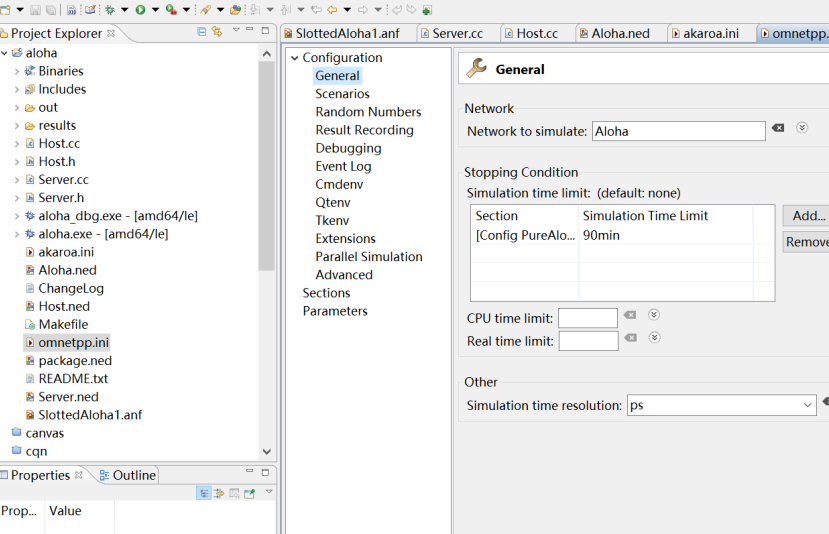 Project Explorer
aloha
Binaries
Includes
out
results
Host.cc
Host.h
Server.cc
Server.h
aloha_dbg.exe - [amd64/le]
aloha.exe - [amd64/le]
akaroa.ini
Aloha.ned
ChangeLog
Host.ned
Makefile
omnetpp.ini
package.ned
README.txt
Server.ned
SlottedAloha1.anf
canvas
cqn
Properties Outline
Prop... Value
SlottedAloha1.anf Server.cc Host.cc Aloha.ned akaroa.ini omnetpp.
Configuration
General
Scenarios
Random Numbers
Result Recording
Debugging
Event Log
Cmdenv
Qtenv
Tkenv
Extensions
Parallel Simulation
Advanced
Sections
Parameters
General
Network
Network to simulate: Aloha
Stopping Condition
Simulation time limit: (default: none)
Section Simulation Time Limit
[Config PureAlo... 90min
Add...
Remove
CPU time limit:
Real time limit:
Other
Simulation time resolution: ps